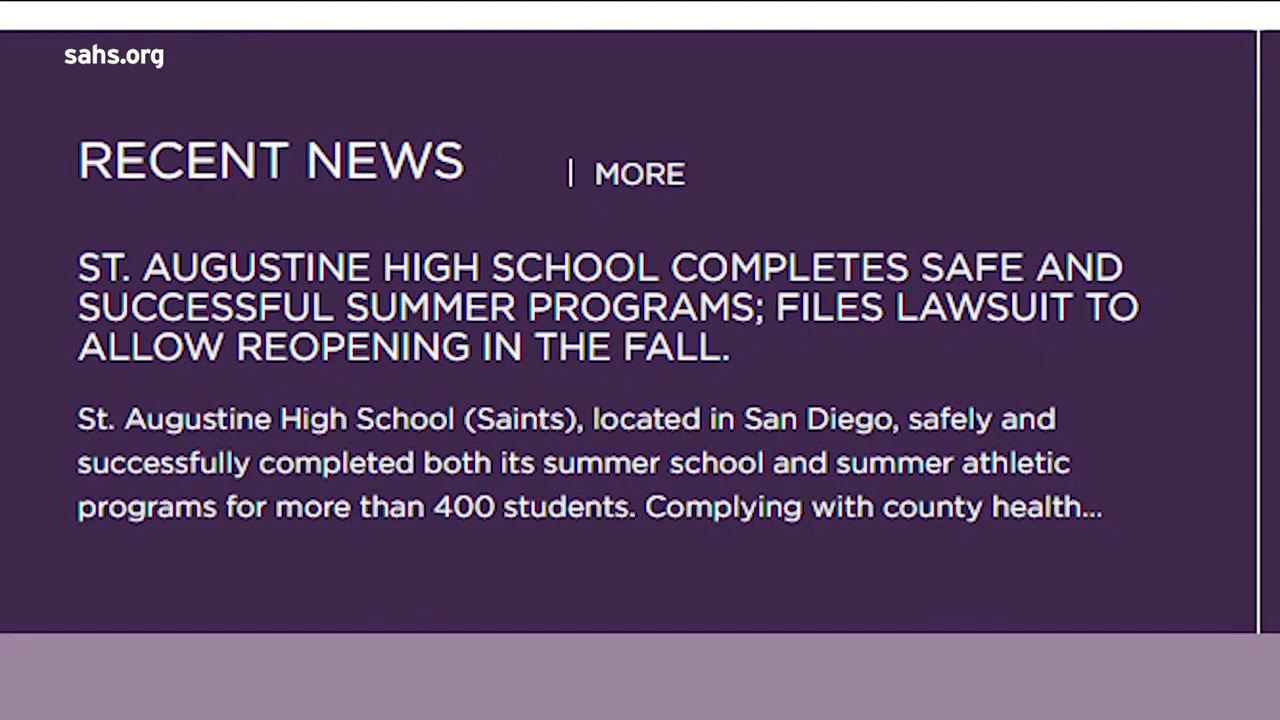 sahs.org
RECENT NEWS | MORE
ST. AUGUSTINE HIGH SCHOOL COMPLETES SAFE AND
SUCCESSFUL SUMMER PROGRAMS; FILES LAWSUIT TO
ALLOW REOPENING IN THE FALL.
St. Augustine High School (Saints), located in San Diego, safely and
successfully completed both its summer school and summer athletic
programs for more than 400 students. Complying with county health...